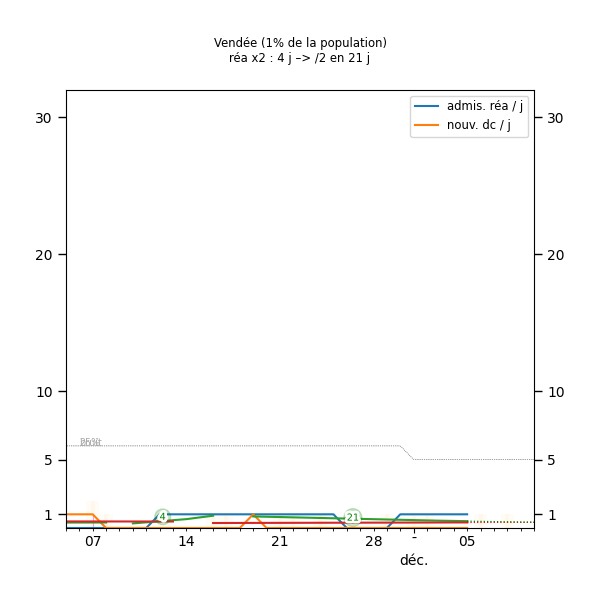 Vendée (1% de la population)
réa x2 : 4 j –> /2 en 21 j
admis. réa / j
nouv. dc / j
30 30
20 20
10 10
5 5
1 1
4 21
07 14 21 28 - 05
déc.